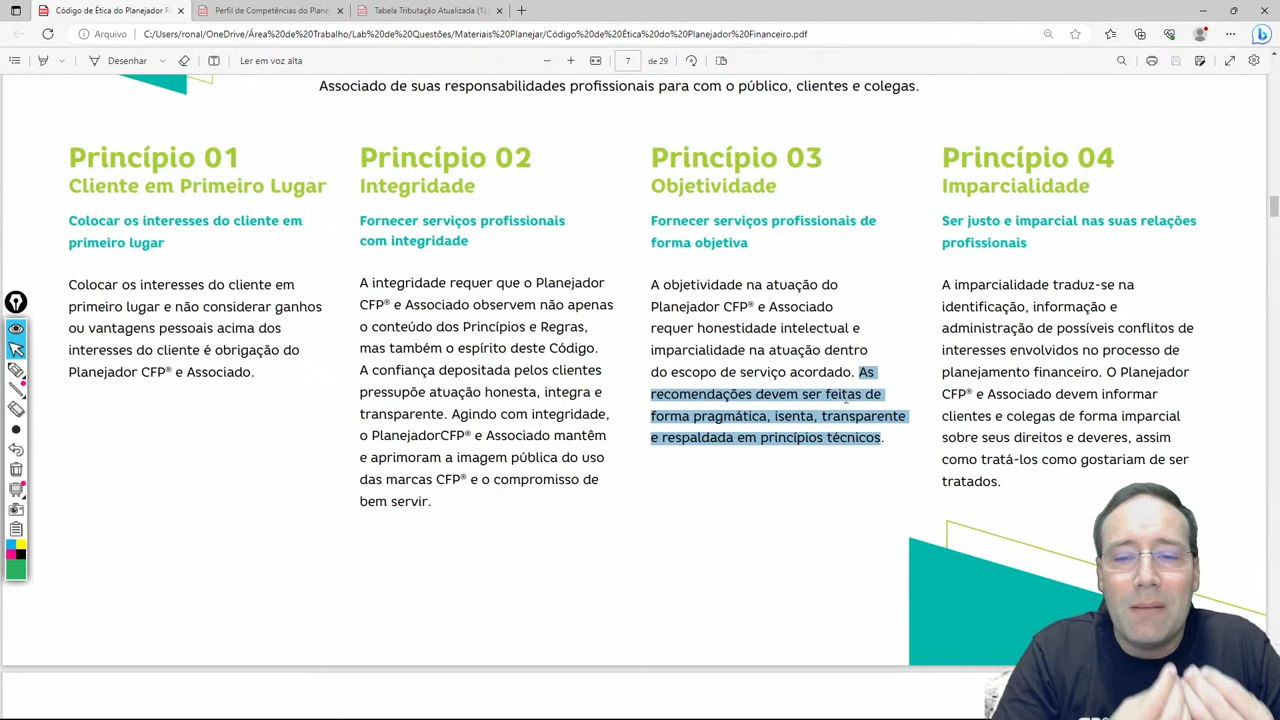 Código de Ética do Planejador Fi
Perfil de Competências do Plane
Tabela Tributação Atualizada (1).
Arquivo
C:/Users/ronal/OneDrive/Área%20de%20Trabalho/Lab%20de%20Questões/Materiais%20Planejar/Código%20de%20Ética%20do%20Planejador%20Financeiro.pdf
Desenhar
Ler em voz alta
7 de 29
Associado de suas responsabilidades profissionais para com o público, clientes e colegas.
Princípio 01
Cliente em Primeiro Lugar
Colocar os interesses do cliente em
primeiro lugar
Colocar os interesses do cliente em
primeiro lugar e não considerar ganhos
ou vantagens pessoais acima dos
interesses do cliente é obrigação do
Planejador CFP® e Associado.
Princípio 02
Integridade
Fornecer serviços profissionais
com integridade
A integridade requer que o Planejador
CFP® e Associado observem não apenas
o conteúdo dos Princípios e Regras,
mas também o espírito deste Código.
A confiança depositada pelos clientes
pressupõe atuação honesta, integra e
transparente. Agindo com integridade,
o PlanejadorCFP® e Associado mantêm
e aprimoram a imagem pública do uso
das marcas CFP® e o compromisso de
bem servir.
Princípio 03
Objetividade
Fornecer serviços profissionais de
forma objetiva
A objetividade na atuação do
Planejador CFP® e Associado
requer honestidade intelectual e
imparcialidade na atuação dentro
do escopo de serviço acordado. As
recomendações devem ser feitas de
forma pragmática, isenta, transparente
e respaldada em princípios técnicos.
Princípio 04
Imparcialidade
Ser justo e imparcial nas suas relações
profissionais
A imparcialidade traduz-se na
identificação, informação e
administração de possíveis conflitos de
interesses envolvidos no processo de
planejamento financeiro. O Planejador
CFP® e Associado devem informar
clientes e colegas de forma imparcial
sobre seus direitos e deveres, assim
como tratá-los como gostariam de ser
tratados.